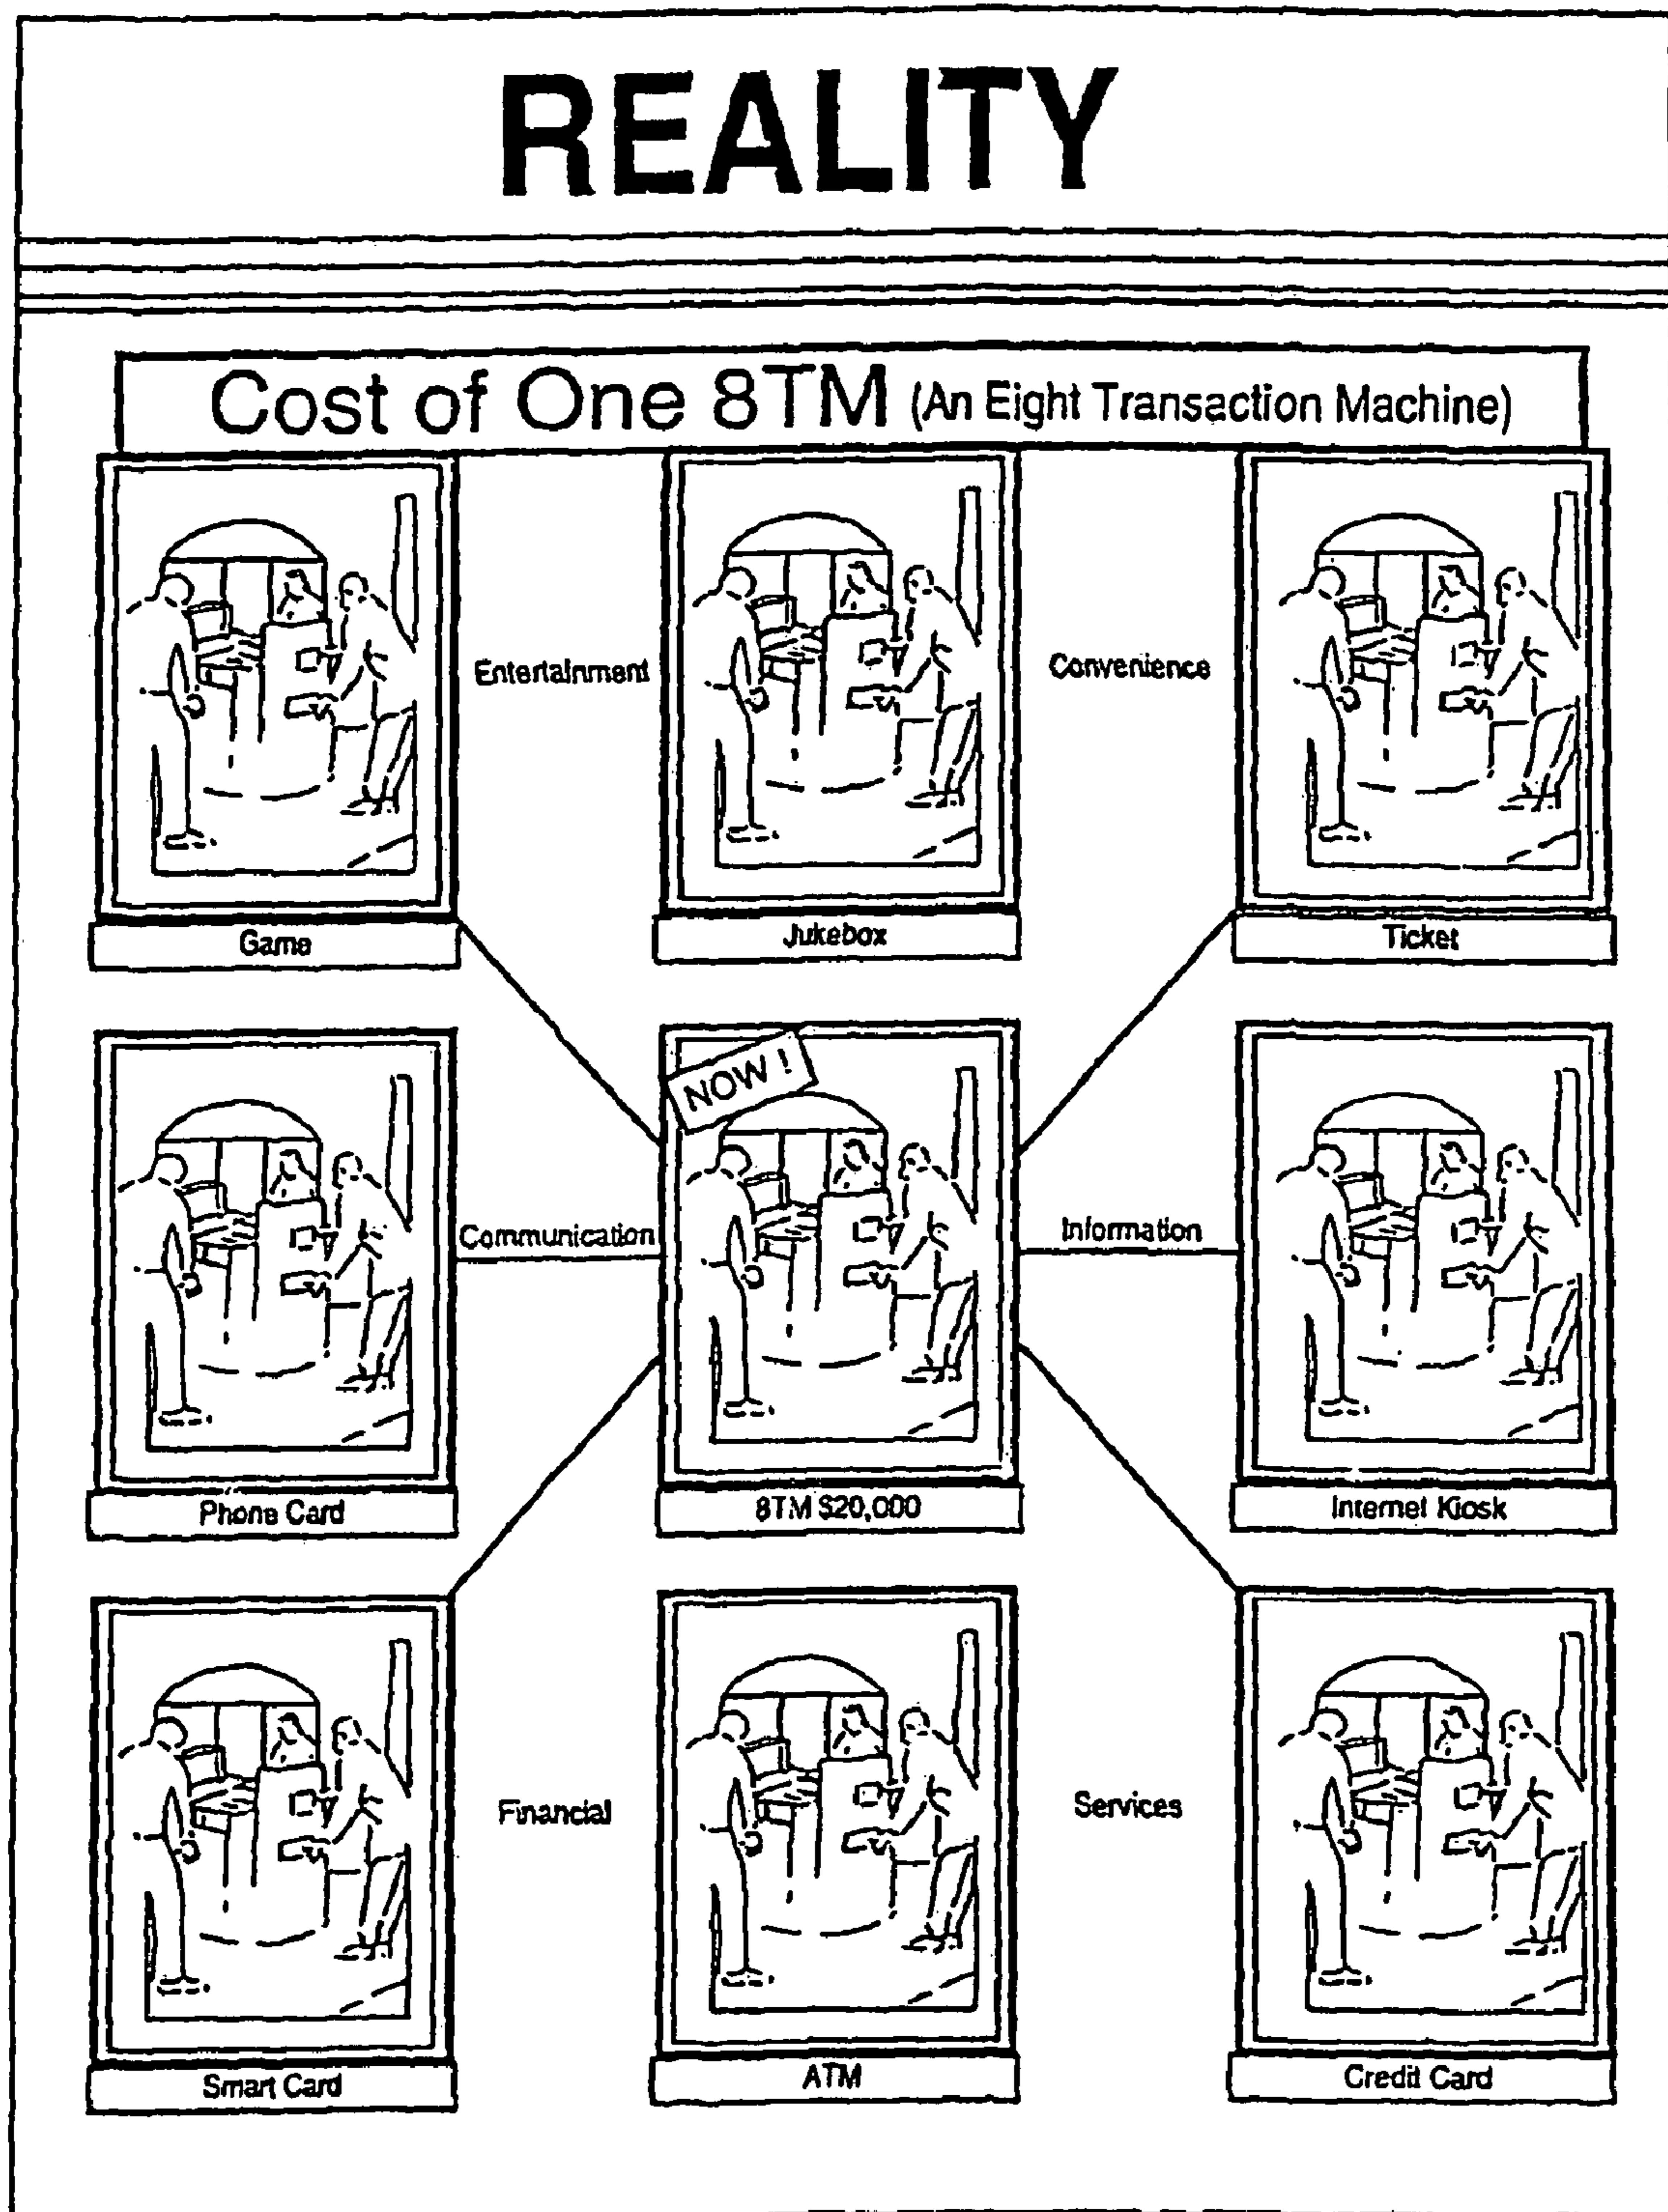 REALITY
Cost of One 8TM (An Eight Transaction Machine)
Entertainment
Convenience
Game
Jukebox
Ticket
NOW !
Communication
Information
Phone Card
8TM $20,000
Internet Kiosk
Financial
Services
Smart Card
ATM
Credit Card